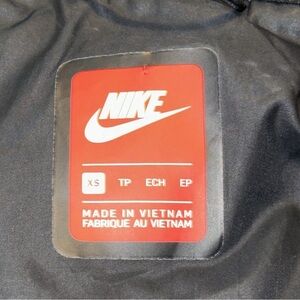 NIKE
XS TP ECH EP
MADE IN VIETNAM
FABRIQUE AU VIETNAM